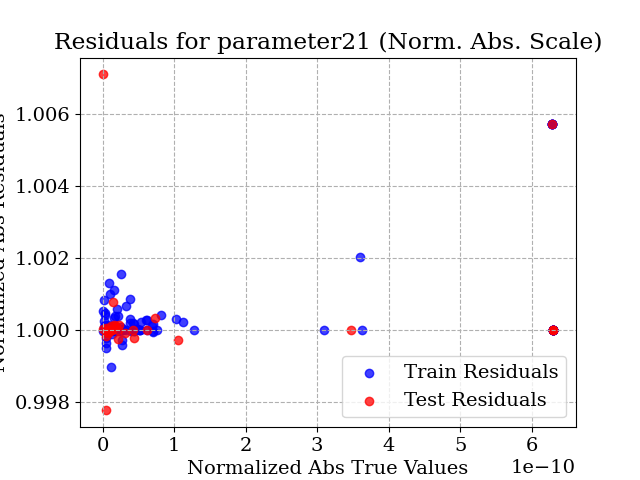 Residuals for parameter21 (Norm. Abs. Scale)
Normalized Abs Residuals
1.006
1.004
1.002
1.000
0.998
Train Residuals
Test Residuals
0 1 2 3 4 5 6
1e−10
Normalized Abs True Values